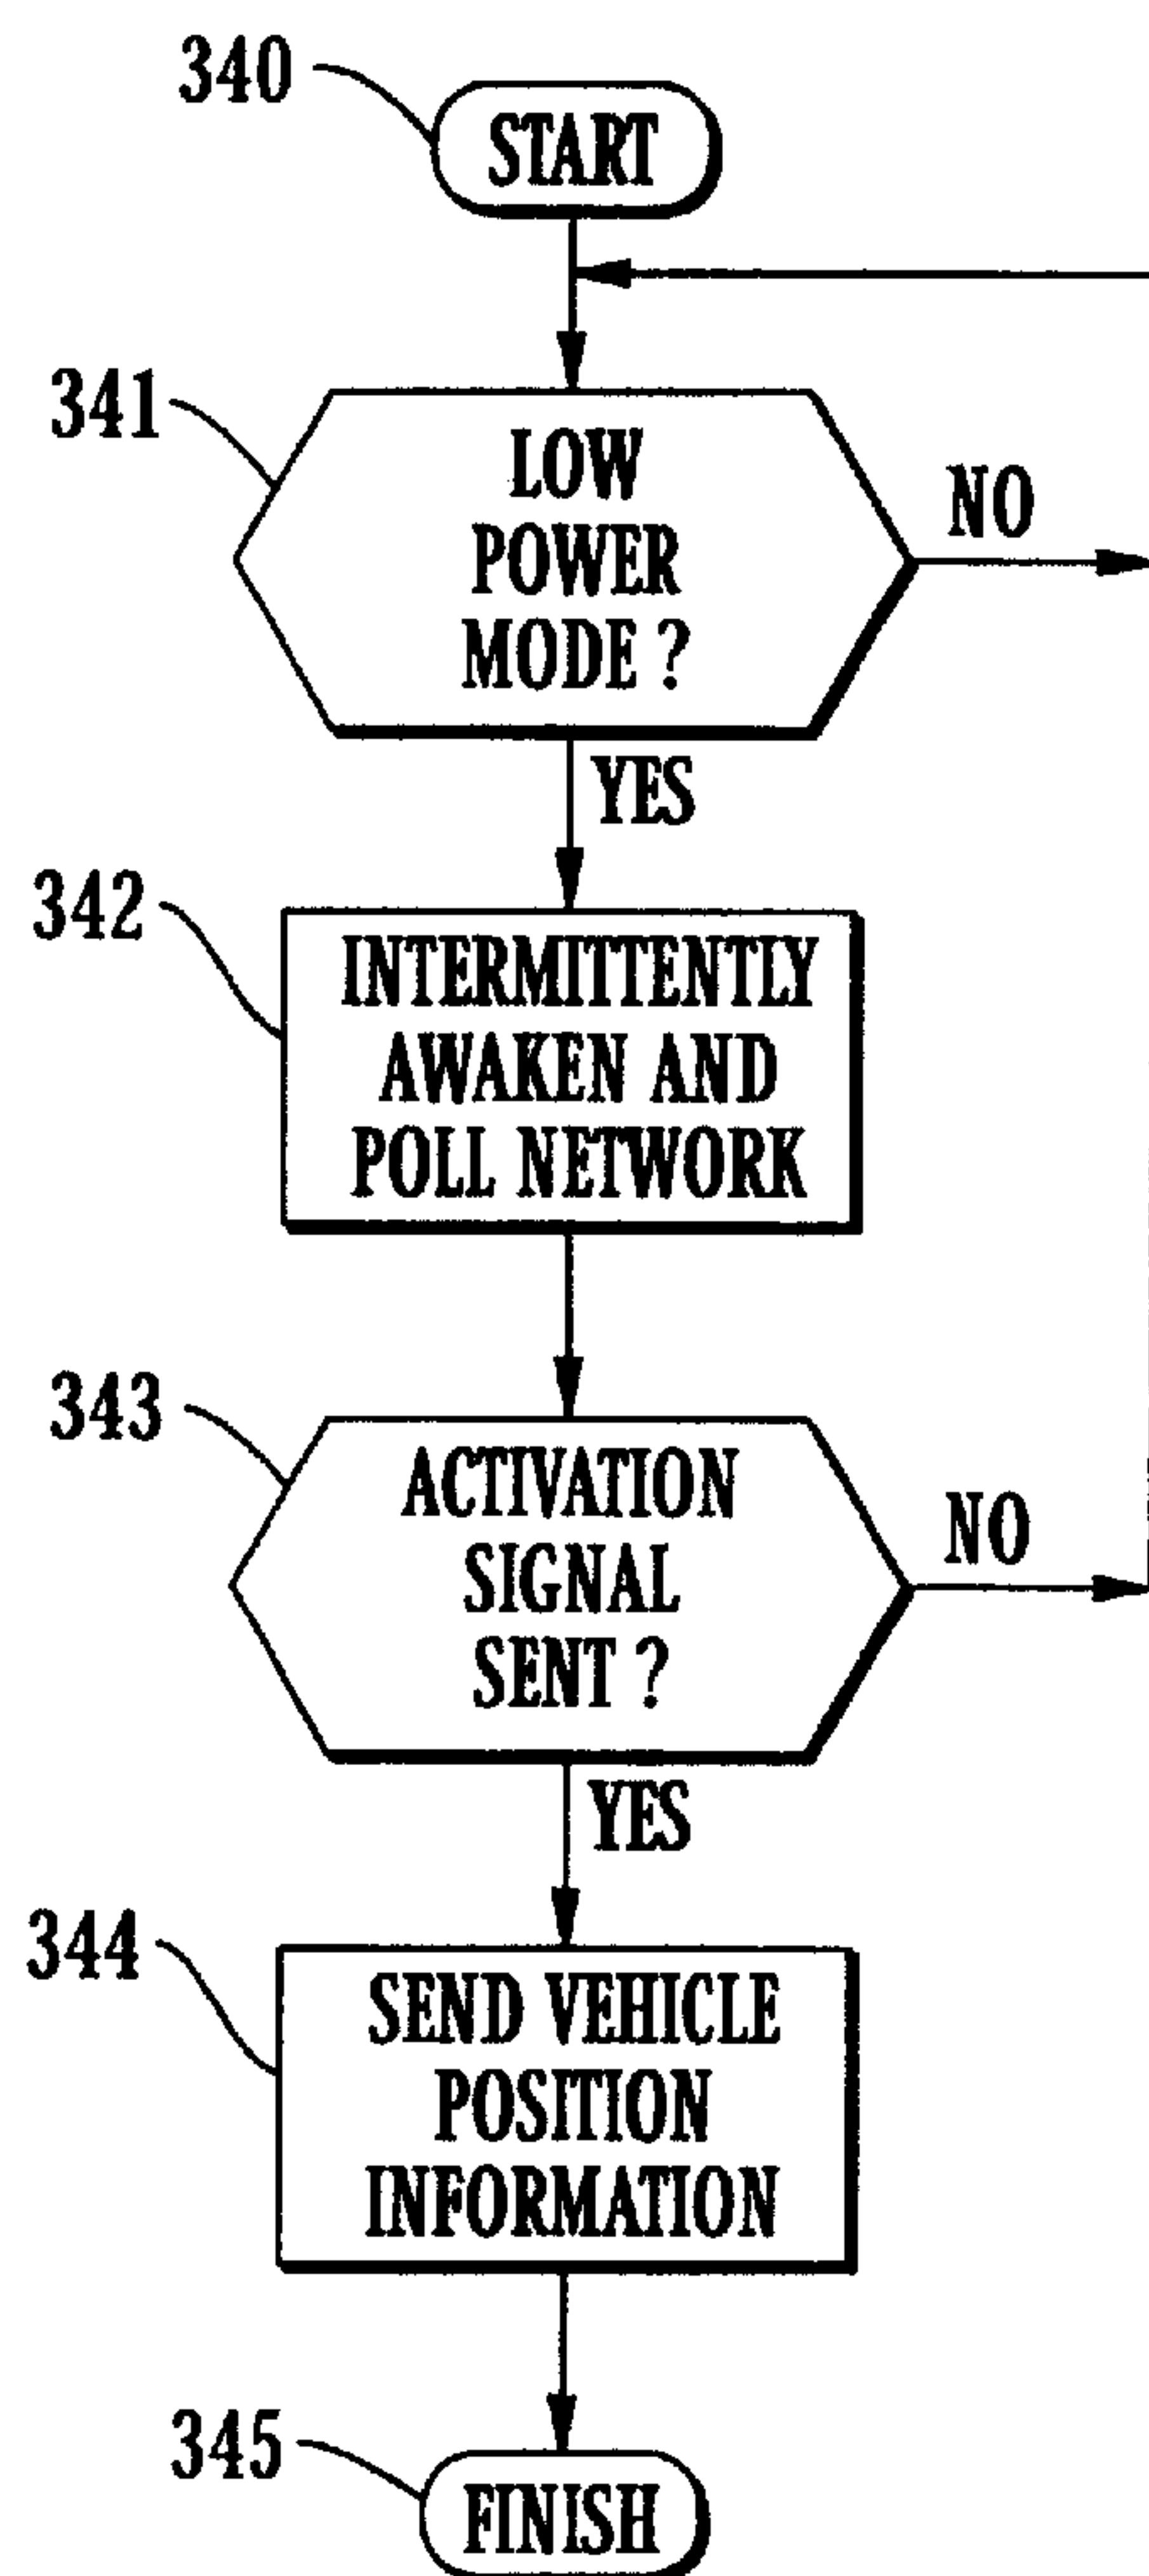 340
START
341
LOW
POWER
MODE ?
NO
YES
342
INTERMITTENTLY
AWAKEN AND
POLL NETWORK
343
ACTIVATION
SIGNAL
SENT ?
NO
YES
344
SEND VEHICLE
POSITION
INFORMATION
345
FINISH